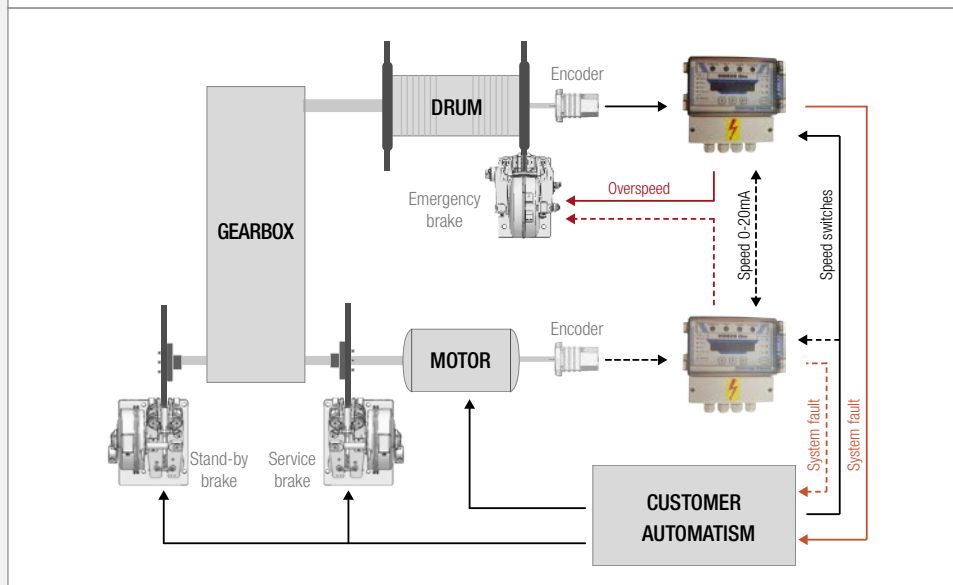 Encoder
DRUM
Emergency
brake
Overspeed
GEARBOX
Speed 0-20mA
Speed switches
Encoder
MOTOR
Stand-by
brake
Service
brake
System fault
System fault
CUSTOMER
AUTOMATISM